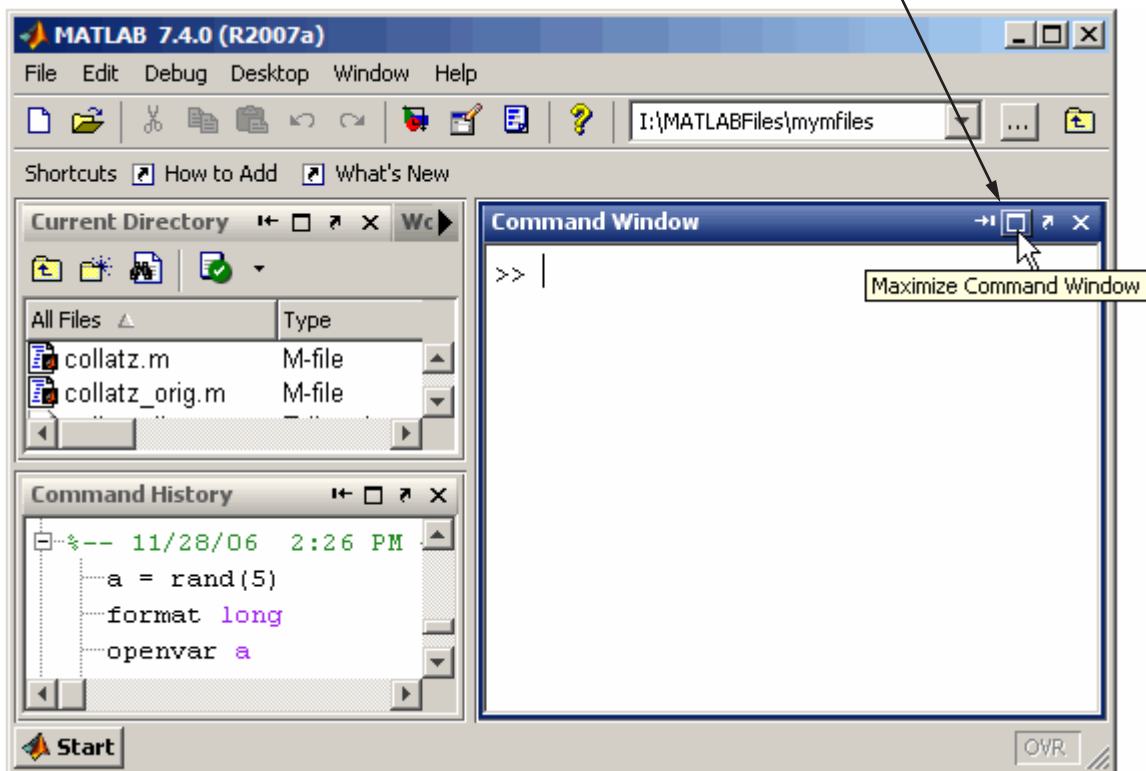 MATLAB 7.4.0 (R2007a)
File Edit Debug Desktop Window Help
I:\MATLABFiles\mymfiles ...
Shortcuts How to Add What's New
Current Directory Wc
All Files Type
collatz.m M-file
collatz_orig.m M-file
Command History
%-- 11/28/06 2:26 PM
a = rand(5)
format long
openvar a
Command Window
>>
Maximize Command Window
Start
OVR